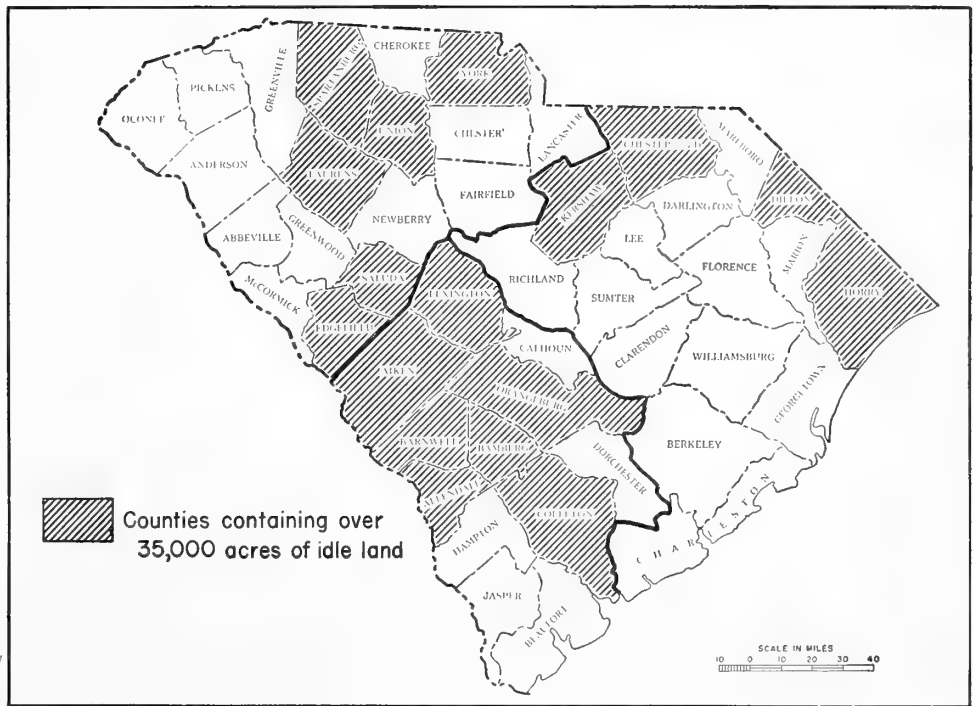 CHEROKEE
GREENVILLE
SPARTANBURG
YORK
PICKENS
OCONEE
UNION
CHESTER
LANCASTER
CHESTERFIELD
MARLBORO
ANDERSON
LAURENS
DILLON
KERSHAW
FAIRFIELD
DARLINGTON
NEWBERRY
GREENWOOD
LEE
ABBEVILLE
FLORENCE
MARION
RICHLAND
SALUDA
LEXINGTON
SUMTER
HORRY
McCORMICK
EDGEFIELD
CALHOUN
CLARENDON
WILLIAMSBURG
AIKEN
GEORGETOWN
ORANGEBURG
BARNWELL
BAMBERG
BERKELEY
DORCHESTER
ALLENDALE
COLLETON
HAMPTON
CHARLESTON
JASPER
BEAUFORT
Counties containing over
35,000 acres of idle land
SCALE IN MILES
10 0 10 20 30 40